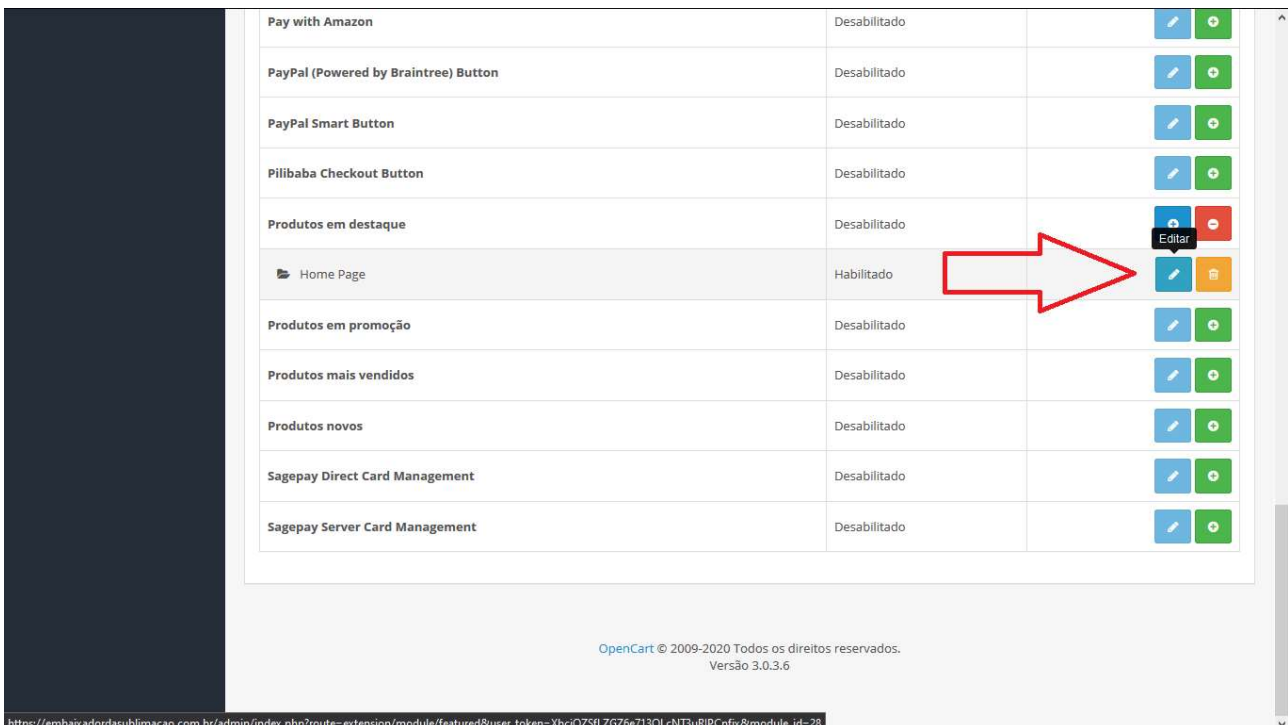 Pay with Amazon Desabilitado
PayPal (Powered by Braintree) Button Desabilitado
PayPal Smart Button Desabilitado
Pilibaba Checkout Button Desabilitado
Produtos em destaque Desabilitado
Editar
Home Page Habilitado
Produtos em promoção Desabilitado
Produtos mais vendidos Desabilitado
Produtos novos Desabilitado
Sagepay Direct Card Management Desabilitado
Sagepay Server Card Management Desabilitado
OpenCart © 2009-2020 Todos os direitos reservados.
Versão 3.0.3.6